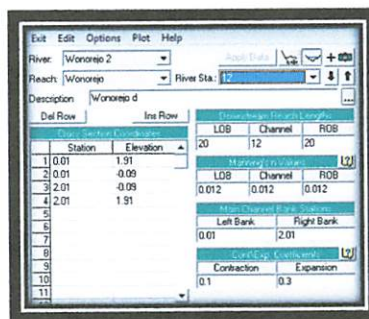 Exit Edit Options Plot Help
River: Wonorejo 2 Apply Data
Reach: Wonorejo River Sta.: 12
Description Wonorejo d ...
Del Row Ins Row
Cross Section Coordinates
Station Elevation
1 0.01 1.91
2 0.01 -0.09
3 2.01 -0.09
4 2.01 1.91
5
6
7
8
9
10
11
Downstream Reach Lengths
LOB Channel ROB
20 12 20
Manning's n Values
LOB Channel ROB
0.012 0.012 0.012
Main Channel Bank Stations
Left Bank Right Bank
0.01 2.01
Cont\Exp Coefficients
Contraction Expansion
0.1 0.3